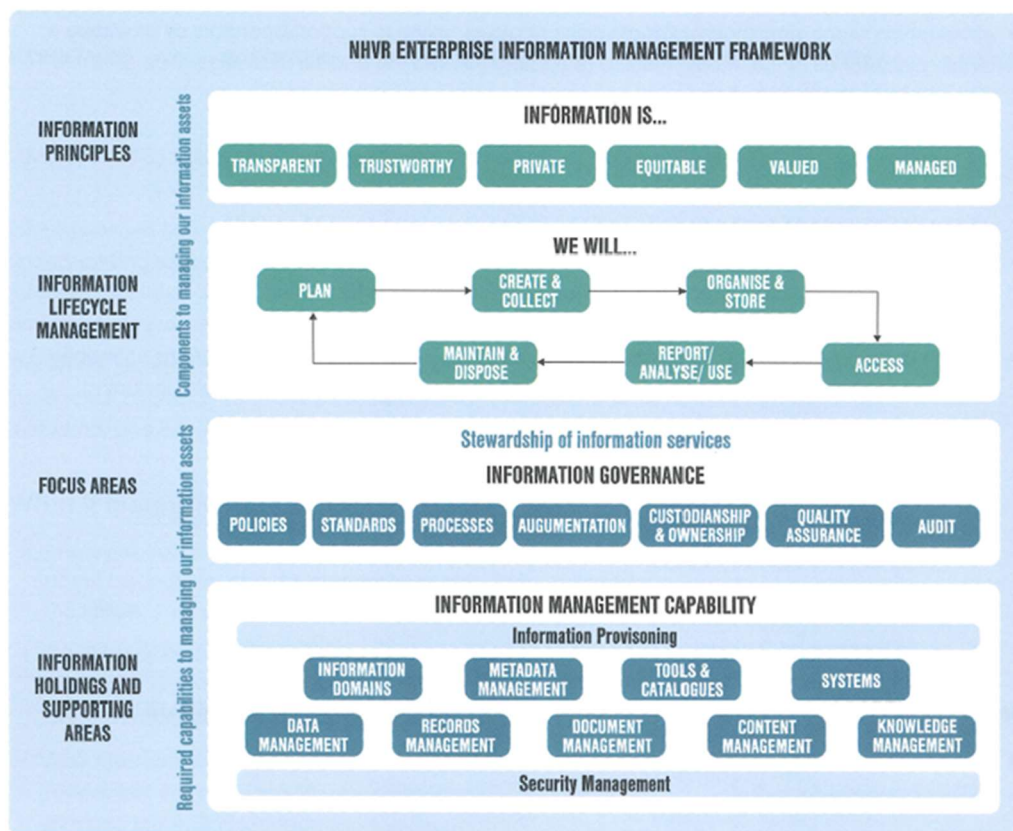 NHVR ENTERPRISE INFORMATION MANAGEMENT FRAMEWORK
Components to managing our information assets
INFORMATION
PRINCIPLES
INFORMATION IS...
TRANSPARENT
TRUSTWORTHY
PRIVATE
EQUITABLE
VALUED
MANAGED
INFORMATION
LIFECYCLE
MANAGEMENT
WE WILL...
PLAN
CREATE &
COLLECT
ORGANISE &
STORE
MAINTAIN &
DISPOSE
REPORT/
ANALYSE/ USE
ACCESS
Required capabilities to managing our information assets
FOCUS AREAS
Stewardship of information services
INFORMATION GOVERNANCE
POLICIES
STANDARDS
PROCESSES
AUGUMENTATION
CUSTODIANSHIP
& OWNERSHIP
QUALITY
ASSURANCE
AUDIT
INFORMATION
HOLIDNGS AND
SUPPORTING
AREAS
INFORMATION MANAGEMENT CAPABILITY
Information Provisoning
INFORMATION
DOMAINS
METADATA
MANAGEMENT
TOOLS &
CATALOGUES
SYSTEMS
DATA
MANAGEMENT
RECORDS
MANAGEMENT
DOCUMENT
MANAGEMENT
CONTENT
MANAGEMENT
KNOWLEDGE
MANAGEMENT
Security Management